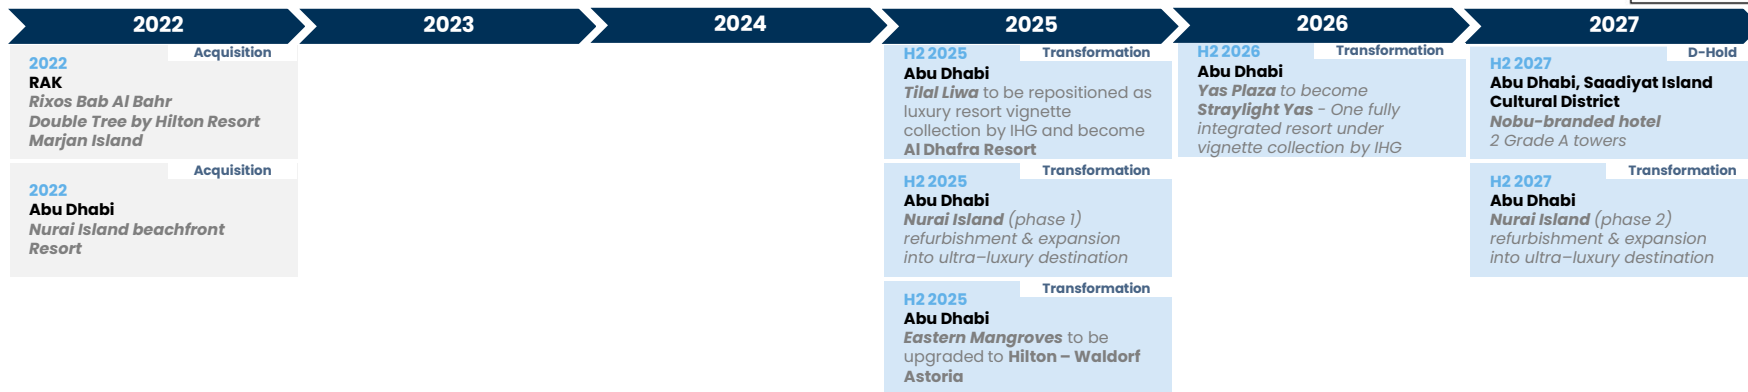 2022
2023
2024
2025
2026
2027
Acquisition
2022
RAK
Rixos Bab Al Bahr
Double Tree by Hilton Resort
Marjan Island
Acquisition
2022
Abu Dhabi
Nurai Island beachfront
Resort
Transformation
H2 2025
Abu Dhabi
Tilal Liwa to be repositioned as
luxury resort vignette
collection by IHG and become
Al Dhafra Resort
Transformation
H2 2025
Abu Dhabi
Nurai Island (phase 1)
refurbishment & expansion
into ultra–luxury destination
Transformation
H2 2025
Abu Dhabi
Eastern Mangroves to be
upgraded to Hilton – Waldorf
Astoria
Transformation
H2 2026
Abu Dhabi
Yas Plaza to become
Straylight Yas - One fully
integrated resort under
vignette collection by IHG
D-Hold
H2 2027
Abu Dhabi, Saadiyat Island
Cultural District
Nobu-branded hotel
2 Grade A towers
Transformation
H2 2027
Abu Dhabi
Nurai Island (phase 2)
refurbishment & expansion
into ultra–luxury destination